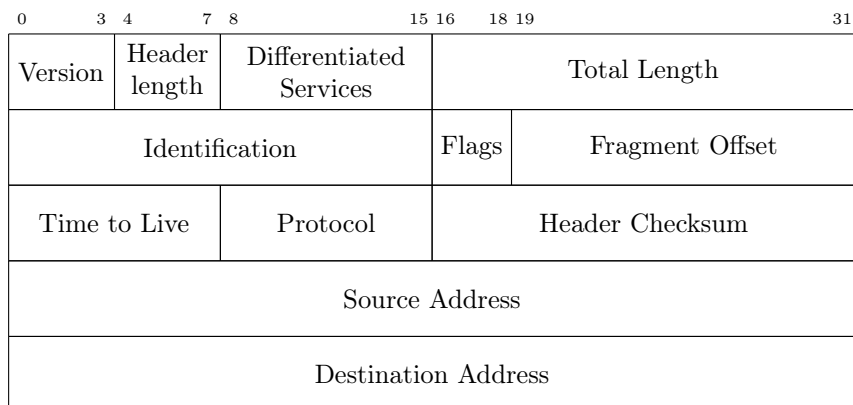 0 3 4 7 8 15 16 18 19 31
Version Header length Differentiated Services Total Length
Identification Flags Fragment Offset
Time to Live Protocol Header Checksum
Source Address
Destination Address